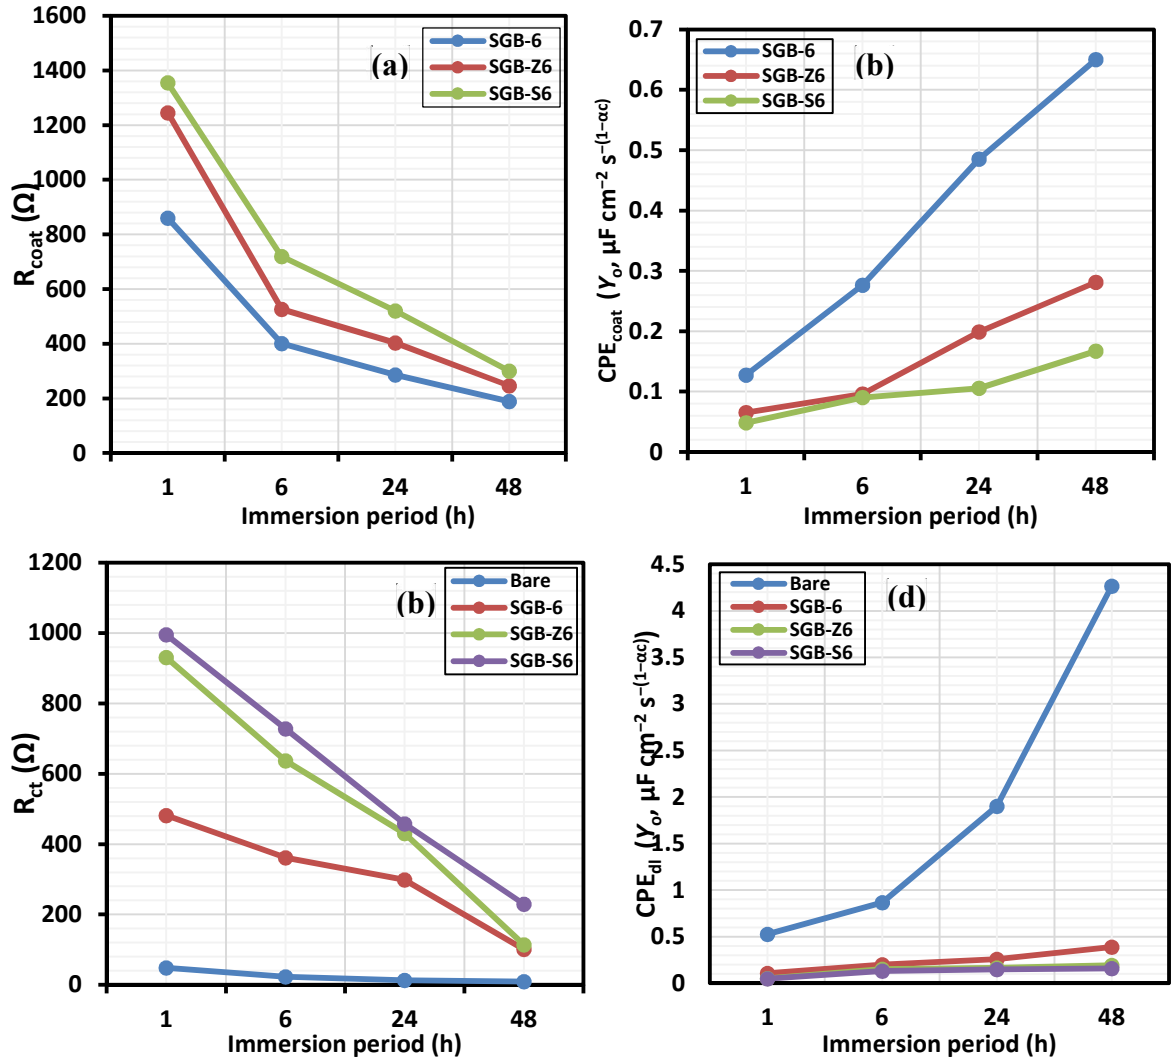 1600
1400
1200
1000
800
600
400
200
0
R_coat (Ω)
(a)
SGB-6
SGB-Z6
SGB-S6
1 6 24 48
Immersion period (h)
0.7
0.6
0.5
0.4
0.3
0.2
0.1
0
CPE_coat (Y_o, µF cm⁻² s⁻⁽¹⁻ᵅᶜ⁾
SGB-6
SGB-Z6
SGB-S6
(b)
1 6 24 48
Immersion period (h)
1200
1000
800
600
400
200
0
R_ct (Ω)
(b)
Bare
SGB-6
SGB-Z6
SGB-S6
1 6 24 48
Immersion period (h)
4.5
4
3.5
3
2.5
2
1.5
1
0.5
0
CPE_dl (Y_o, µF cm⁻² s⁻⁽¹⁻ᵅᶜ⁾)
Bare
SGB-6
SGB-Z6
SGB-S6
(d)
1 6 24 48
Immersion period (h)